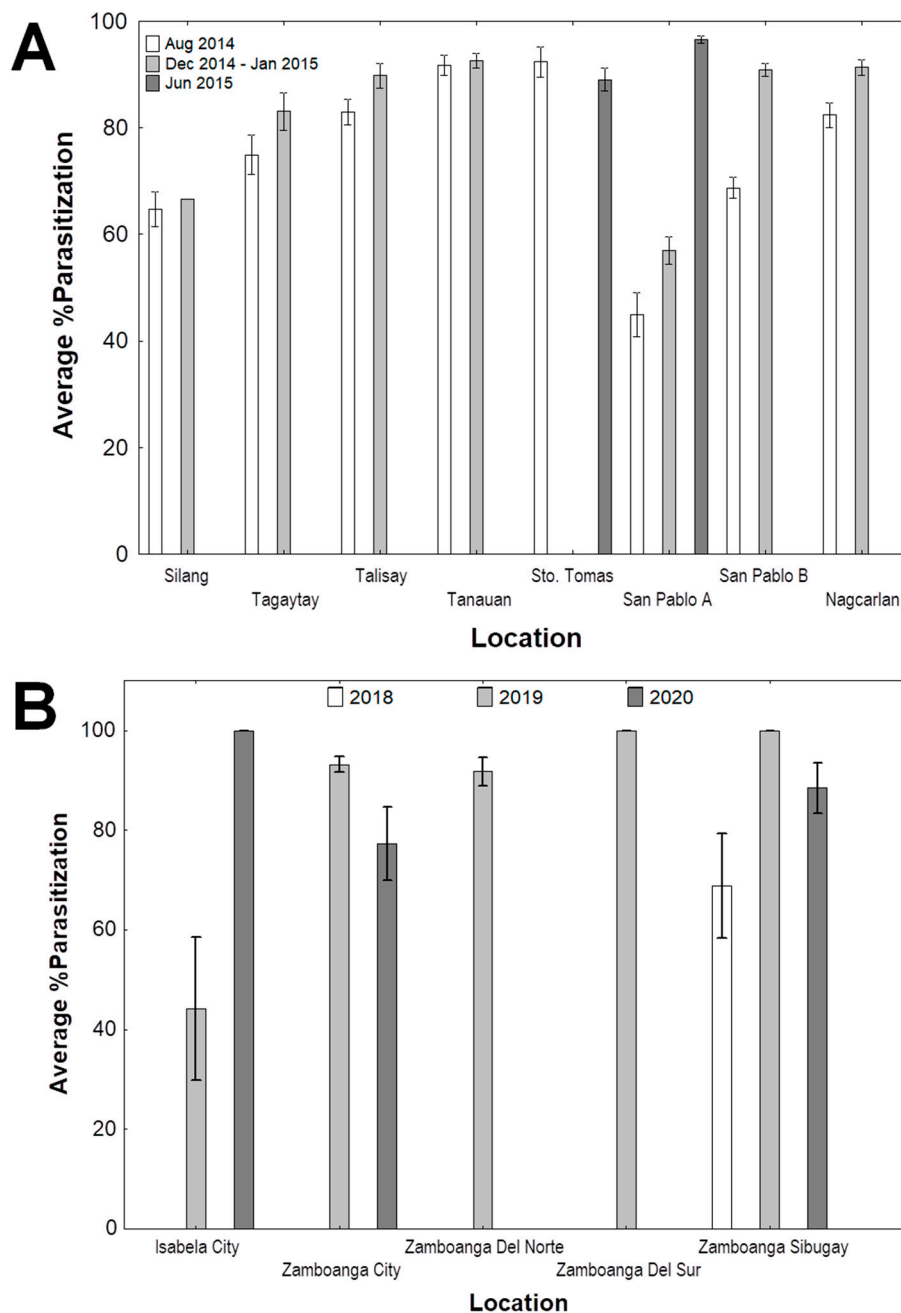 A
Aug 2014
Dec 2014 - Jan 2015
Jun 2015
Average %Parasitization
100
80
60
40
20
0
Silang
Talisay
Sto. Tomas
San Pablo B
Tagaytay
Tanauan
San Pablo A
Nagcarlan
Location
B
2018
2019
2020
Average %Parasitization
100
80
60
40
20
0
Isabela City
Zamboanga Del Norte
Zamboanga Sibugay
Zamboanga City
Zamboanga Del Sur
Location